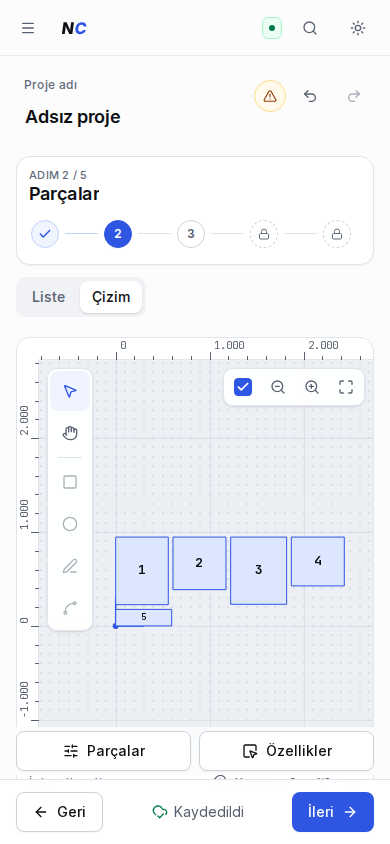 NC
Proje adı
Adsız proje
ADIM 2 / 5
Parçalar
2
3
Liste
Çizim
0
1.000
2.000
2.000
1.000
0
-1.000
1
2
3
4
5
Parçalar
Özellikler
Geri
Kaydedildi
İleri